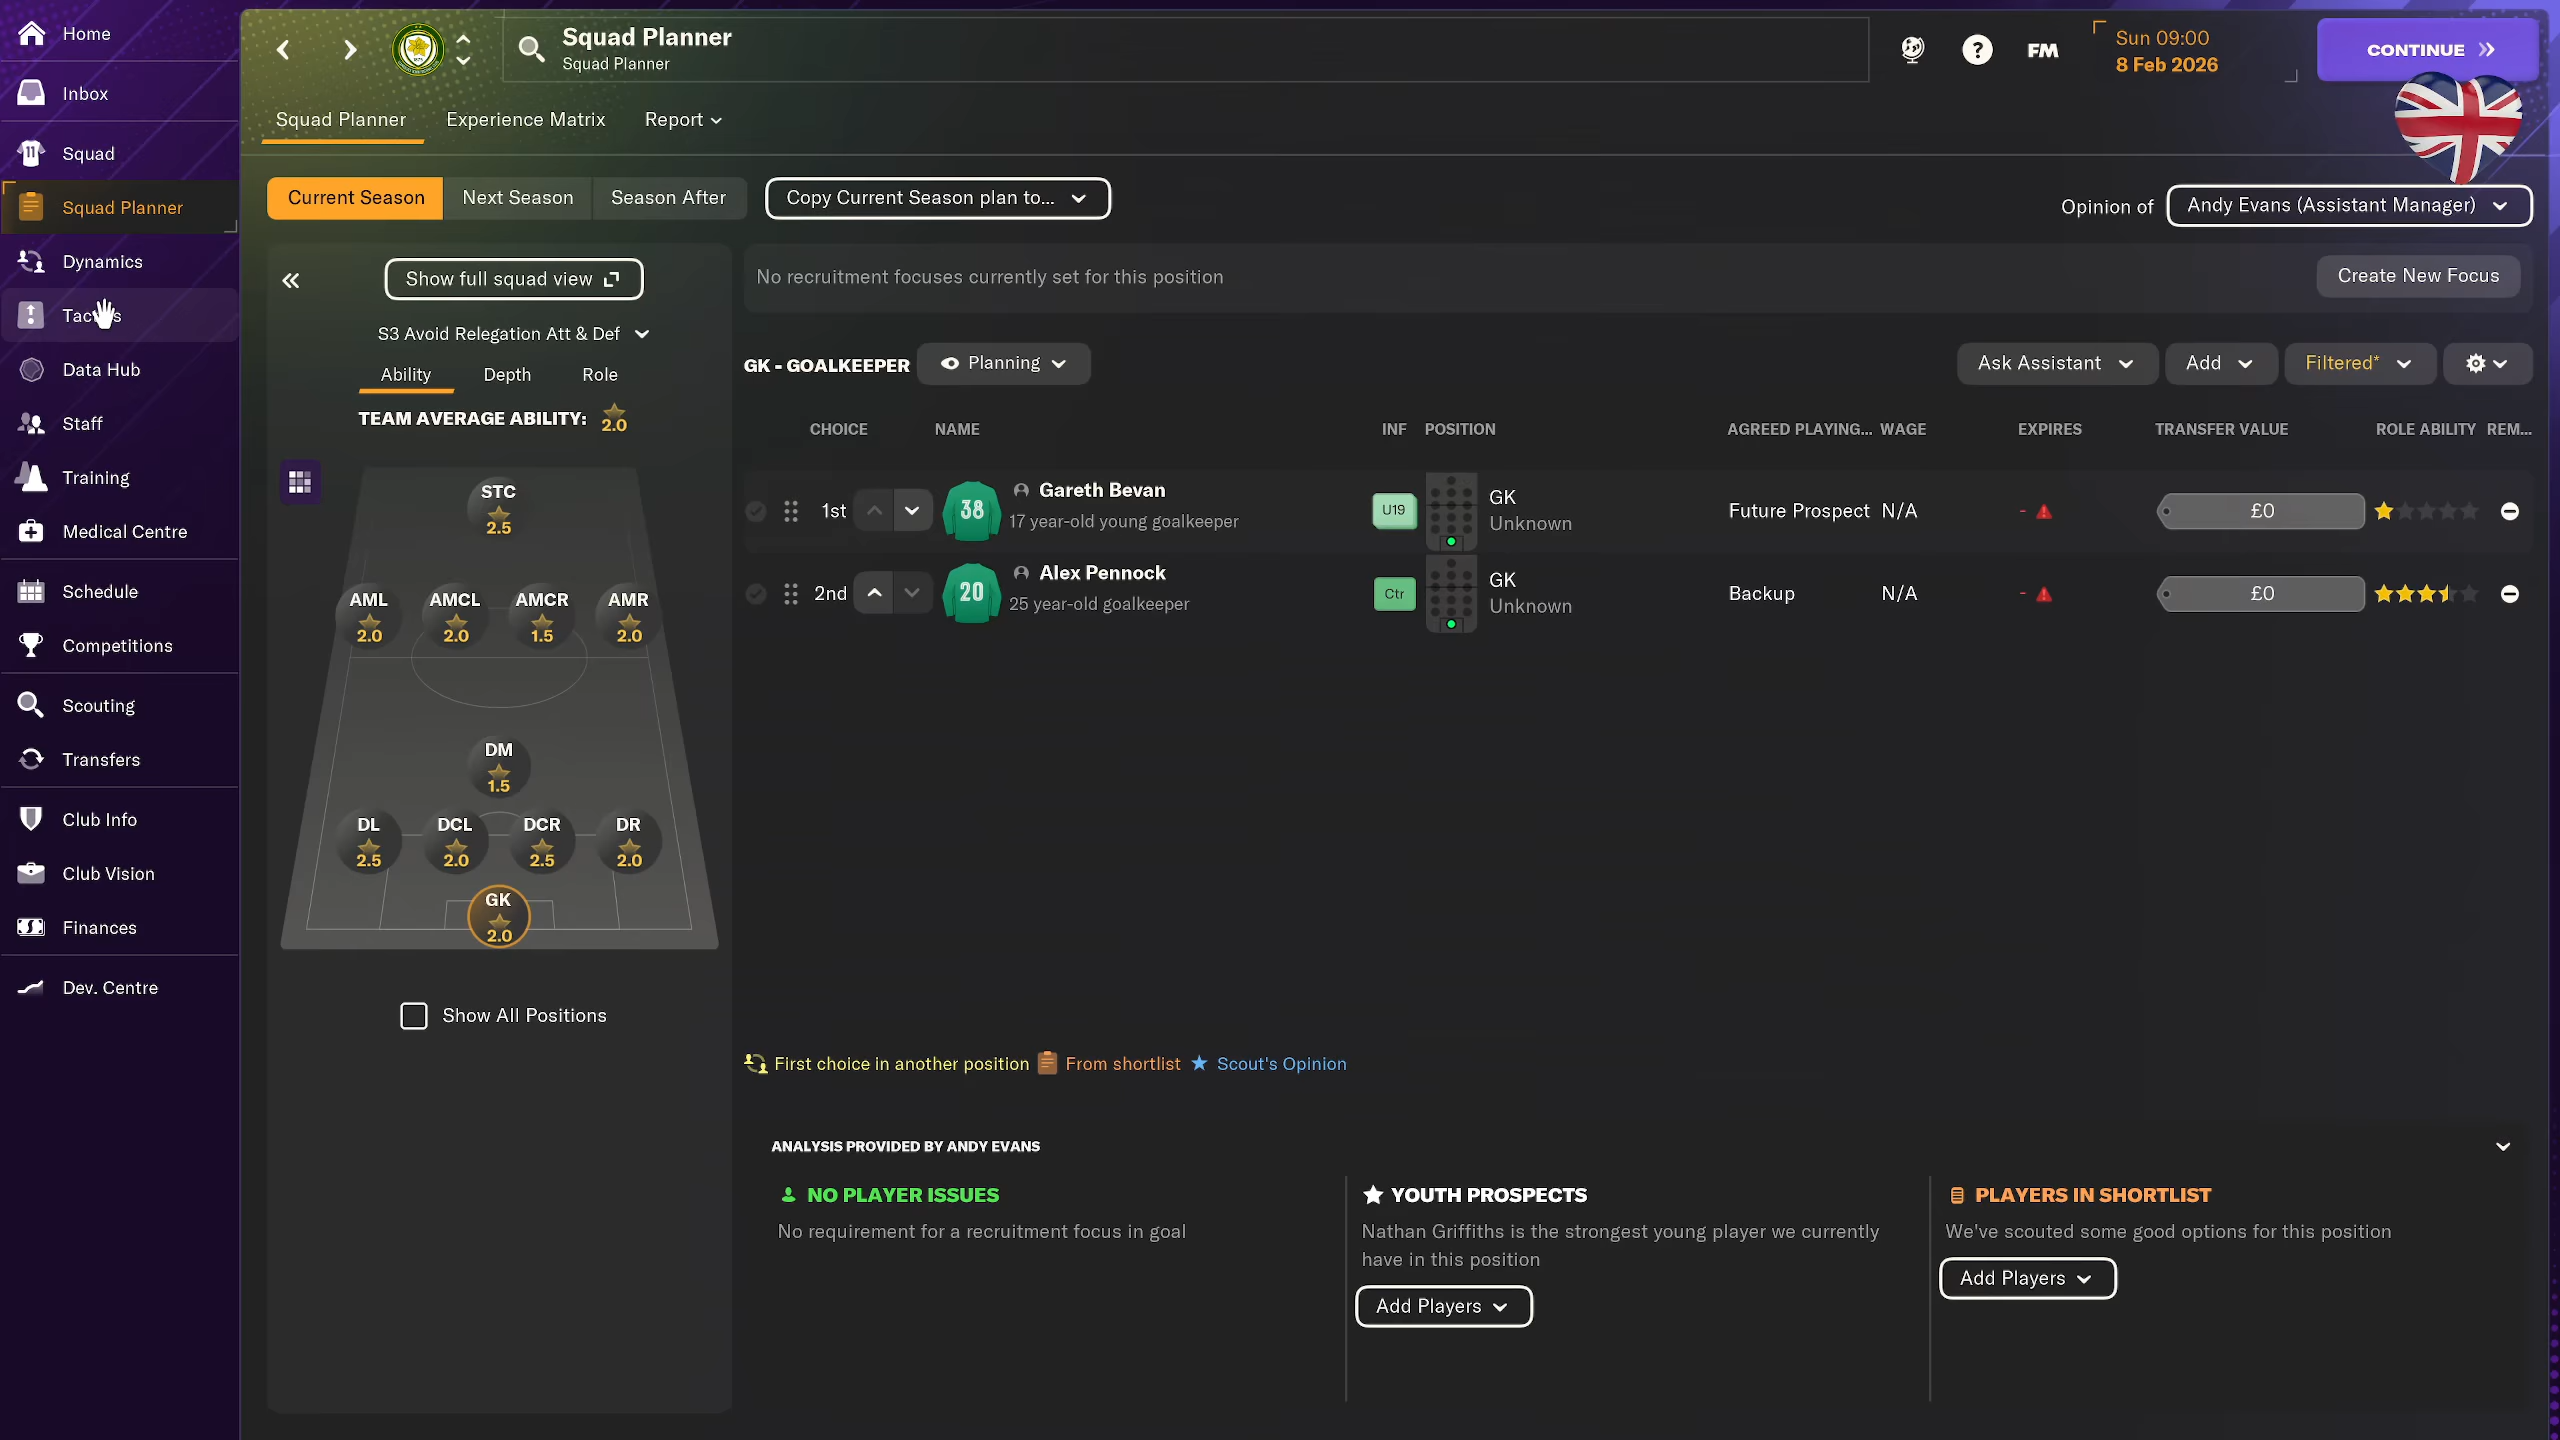 Home
Inbox
Squad
Squad Planner
Dynamics
Data Hub
Staff
Training
Medical Centre
Schedule
Competitions
Scouting
Transfers
Club Info
Club Vision
Finances
Dev. Centre
Squad Planner
Squad Planner
FM
Sun 09:00
8 Feb 2026
CONTINUE
Squad Planner Experience Matrix Report
Current Season Next Season Season After Copy Current Season plan to...
Opinion of Andy Evans (Assistant Manager)
Show full squad view
S3 Avoid Relegation Att & Def
Ability Depth Role
TEAM AVERAGE ABILITY: 2.0
STC
2.5
AML AMCL AMCR AMR
2.0 2.0 1.5 2.0
DM
1.5
DL DCL DCR DR
2.5 2.0 2.5 2.0
GK
2.0
Show All Positions
No recruitment focuses currently set for this position
Create New Focus
GK - GOALKEEPER Planning
Ask Assistant Add Filtered*
CHOICE NAME INF POSITION AGREED PLAYING... WAGE EXPIRES TRANSFER VALUE ROLE ABILITY REM...
1st 38 Gareth Bevan U19 GK Future Prospect N/A - £0
17 year-old young goalkeeper Unknown
2nd 20 Alex Pennock Ctr GK Backup N/A - £0
25 year-old goalkeeper Unknown
First choice in another position From shortlist Scout's Opinion
ANALYSIS PROVIDED BY ANDY EVANS
NO PLAYER ISSUES
No requirement for a recruitment focus in goal
YOUTH PROSPECTS
Nathan Griffiths is the strongest young player we currently
have in this position
Add Players
PLAYERS IN SHORTLIST
We've scouted some good options for this position
Add Players